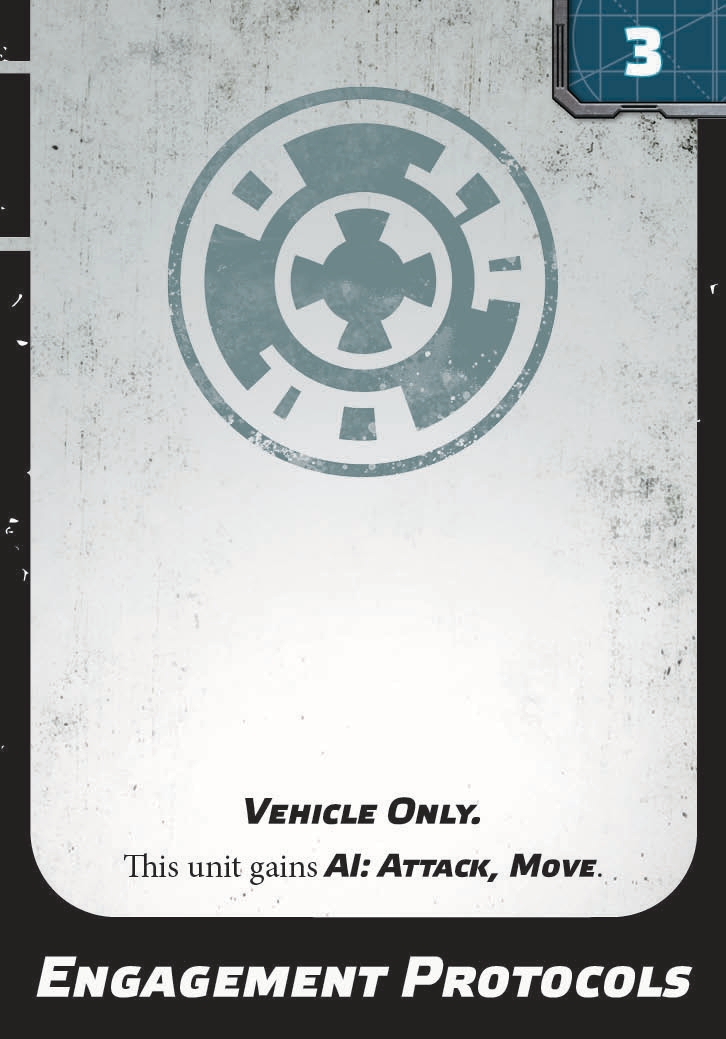 3
Vehicle Only.
This unit gains AI: Attack, Move.
Engagement Protocols